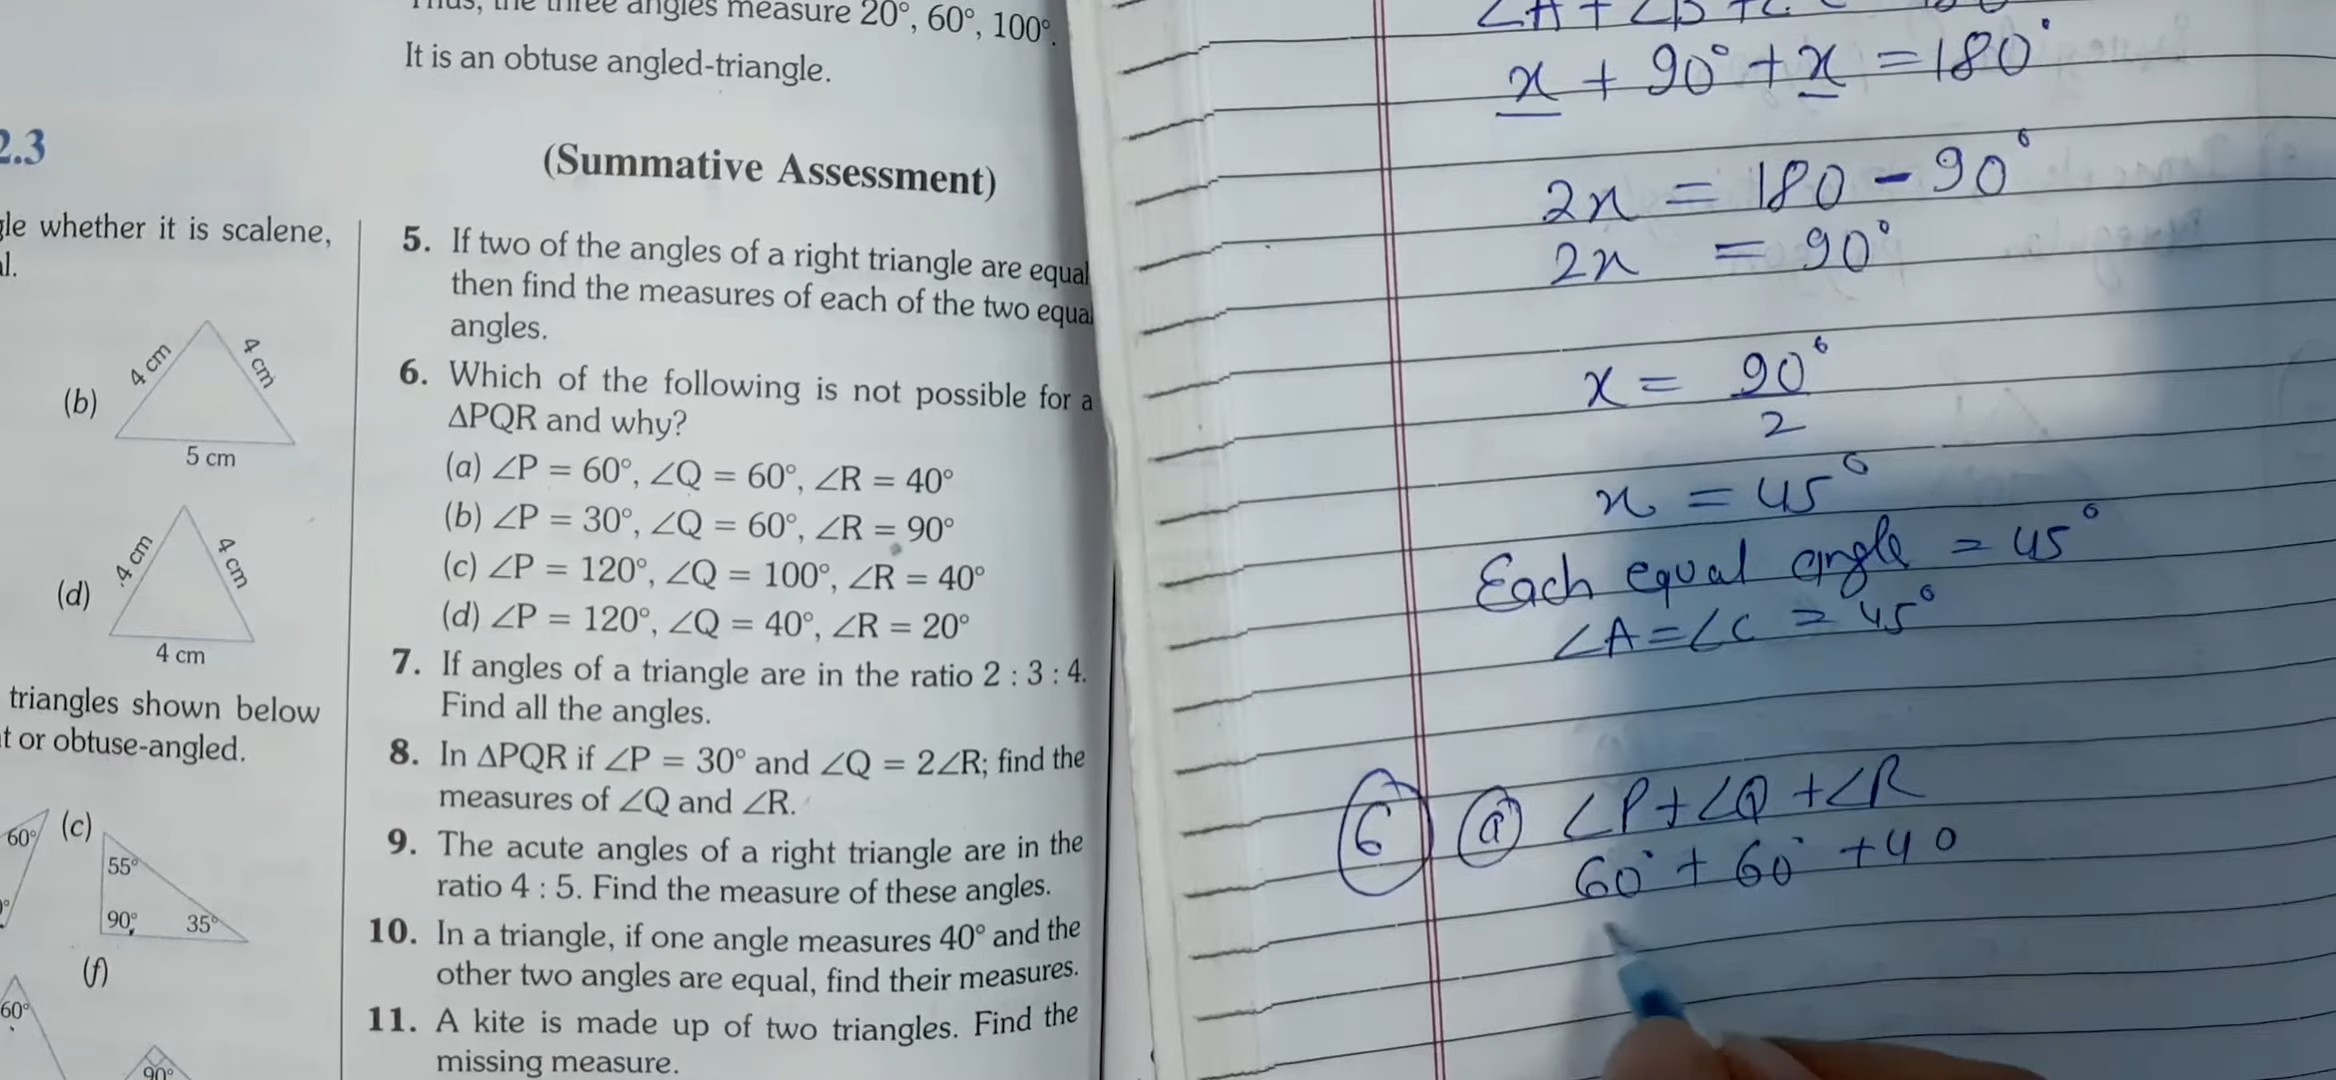 the three angles measure 20°, 60°, 100°.
It is an obtuse angled-triangle.
2.3
(Summative Assessment)
whether it is scalene,
(b)
4 cm
4 cm
5 cm
(d)
4 cm
4 cm
4 cm
triangles shown below
or obtuse-angled.
60°
(c)
55°
90°
35°
(f)
60°
90°
5. If two of the angles of a right triangle are equal
then find the measures of each of the two equal
angles.
6. Which of the following is not possible for a
ΔPQR and why?
(a) ∠P = 60°, ∠Q = 60°, ∠R = 40°
(b) ∠P = 30°, ∠Q = 60°, ∠R = 90°
(c) ∠P = 120°, ∠Q = 100°, ∠R = 40°
(d) ∠P = 120°, ∠Q = 40°, ∠R = 20°
7. If angles of a triangle are in the ratio 2 : 3 : 4.
Find all the angles.
8. In ΔPQR if ∠P = 30° and ∠Q = 2∠R; find the
measures of ∠Q and ∠R.
9. The acute angles of a right triangle are in the
ratio 4 : 5. Find the measure of these angles.
10. In a triangle, if one angle measures 40° and the
other two angles are equal, find their measures.
11. A kite is made up of two triangles. Find the
missing measure.
∠A + ∠B +
x + 90° + x = 180°
2x = 180 - 90°
2x = 90°
x = 90°
2
x = 45°
Each equal angle = 45°
∠A = ∠C = 45°
6 a ∠P + ∠Q + ∠R
60° + 60° + 40